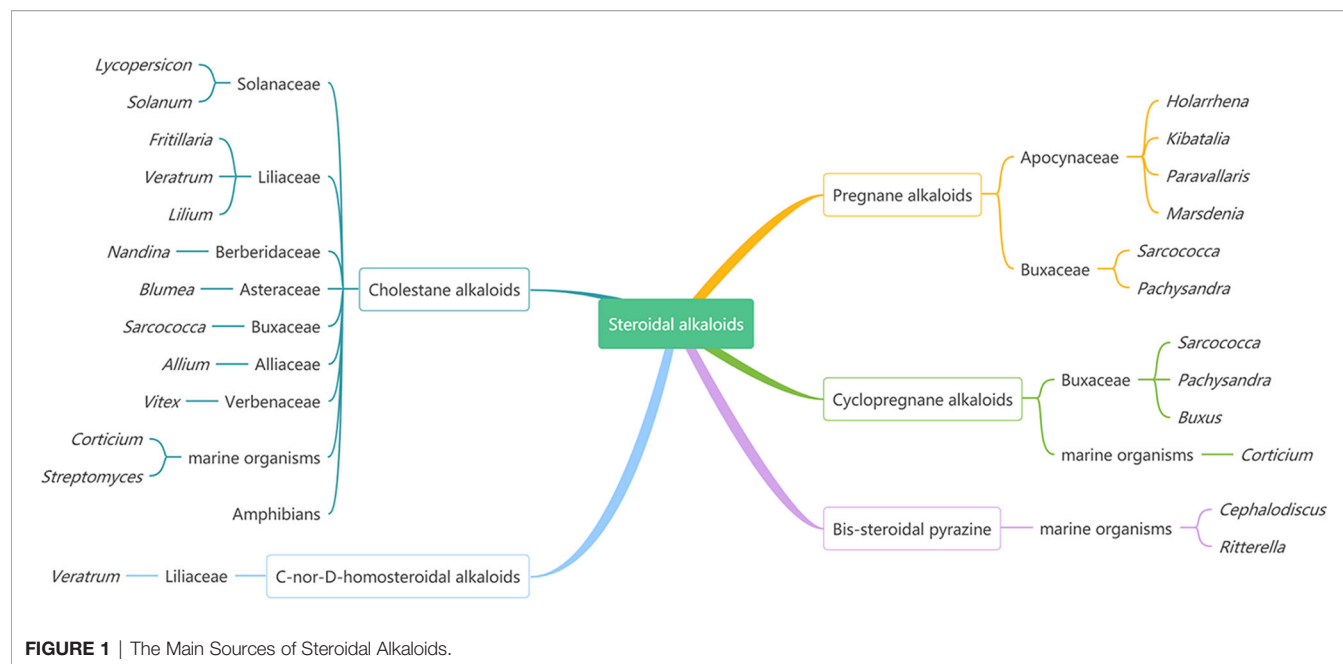 Steroidal alkaloids
Cholestane alkaloids
Solanaceae
Lycopersicon
Solanum
Liliaceae
Fritillaria
Veratrum
Lilium
Berberidaceae
Nandina
Asteraceae
Blumea
Buxaceae
Sarcococca
Alliaceae
Allium
Verbenaceae
Vitex
marine organisms
Corticium
Streptomyces
Amphibians
C-nor-D-homosteroidal alkaloids
Liliaceae
Veratrum
Pregnane alkaloids
Apocynaceae
Holarrhena
Kibatalia
Paravallaris
Marsdenia
Buxaceae
Sarcococca
Pachysandra
Cyclopregnane alkaloids
Buxaceae
Sarcococca
Pachysandra
Buxus
marine organisms
Corticium
Bis-steroidal pyrazine
marine organisms
Cephalodiscus
Ritterella
FIGURE 1 | The Main Sources of Steroidal Alkaloids.